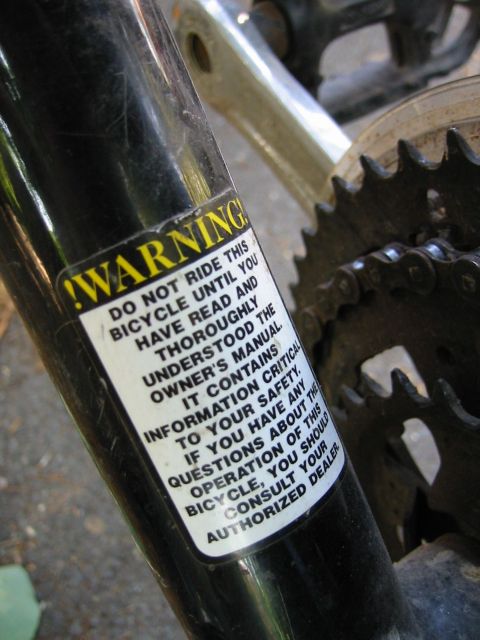 !WARNING!
DO NOT RIDE THIS
BICYCLE UNTIL YOU
HAVE READ AND
THOROUGHLY
UNDERSTOOD THE
OWNER'S MANUAL
IT CONTAINS
INFORMATION CRITICAL
TO YOUR SAFETY.
IF YOU HAVE ANY
QUESTIONS ABOUT THE
OPERATION OF THIS
BICYCLE, YOU SHOULD
CONSULT YOUR
AUTHORIZED DEALER.